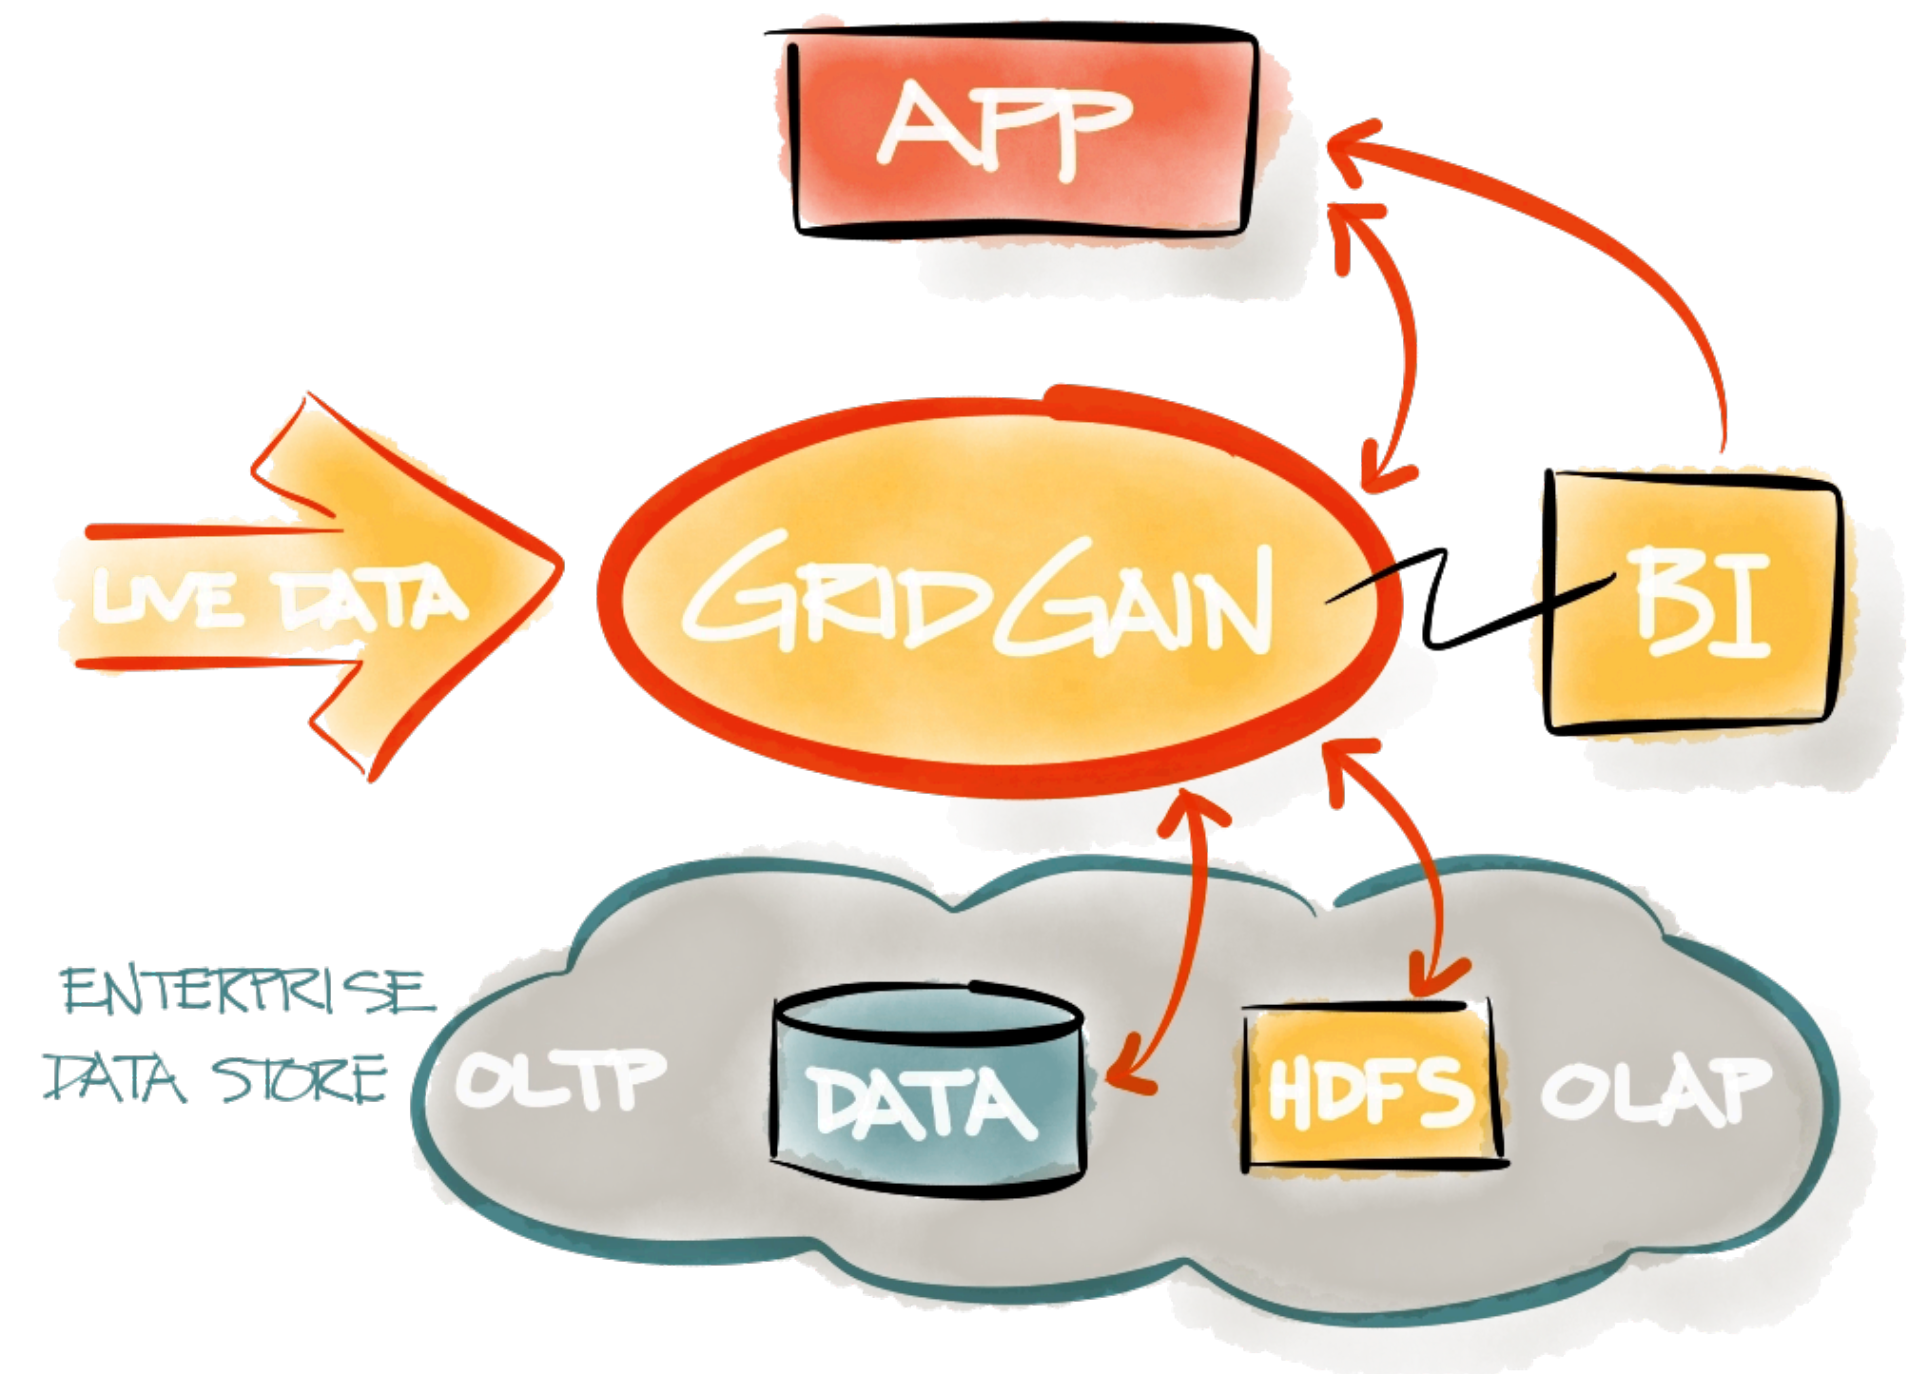 APP
LIVE DATA
GRIDGAIN
BI
ENTERPRISE
DATA STORE
OLTP
DATA
HDFS
OLAP